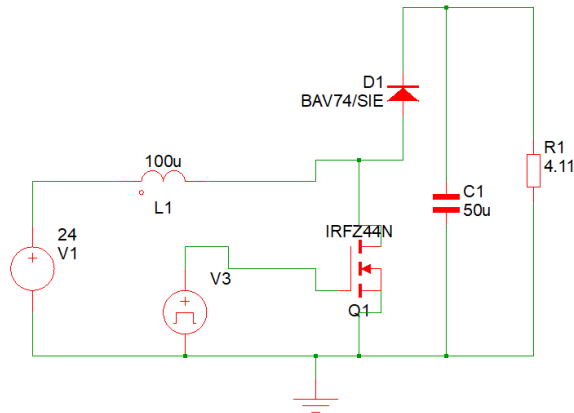 D1
BAV74/SIE
100u
L1
R1
4.11
C1
50u
24
V1
IRFZ44N
V3
Q1